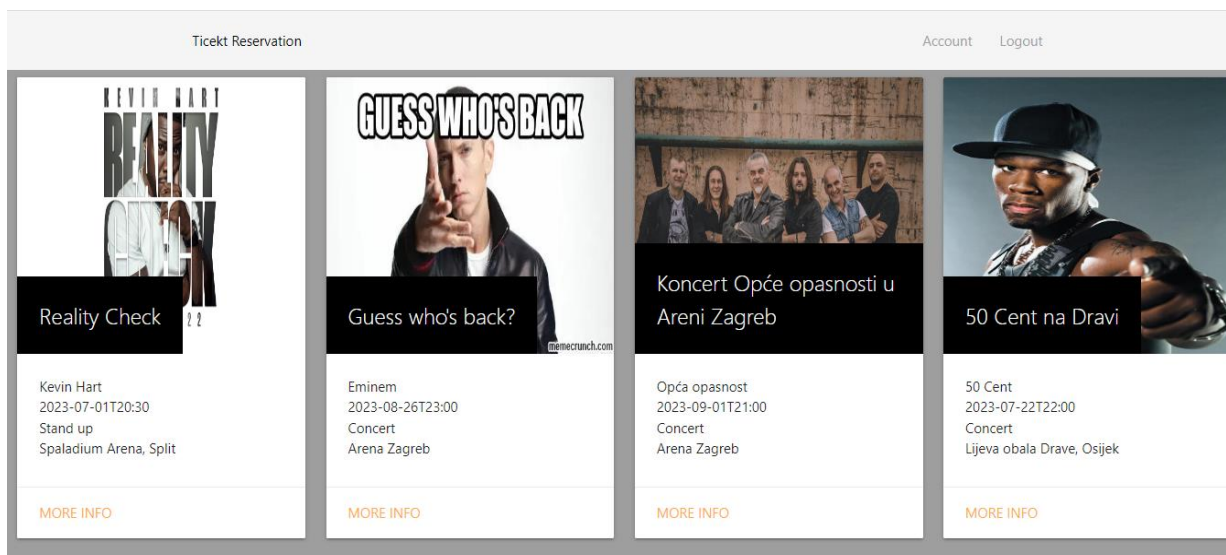 Ticekt Reservation
Account
Logout
KEVIN HART
REALITY
CHECK
22
Reality Check
Kevin Hart
2023-07-01T20:30
Stand up
Spaladium Arena, Split
MORE INFO
GUESS WHO'S BACK
memecrunch.com
Guess who's back?
Eminem
2023-08-26T23:00
Concert
Arena Zagreb
MORE INFO
Koncert Opće opasnosti u
Areni Zagreb
Opća opasnost
2023-09-01T21:00
Concert
Arena Zagreb
MORE INFO
50 Cent na Dravi
50 Cent
2023-07-22T22:00
Concert
Lijeva obala Drave, Osijek
MORE INFO